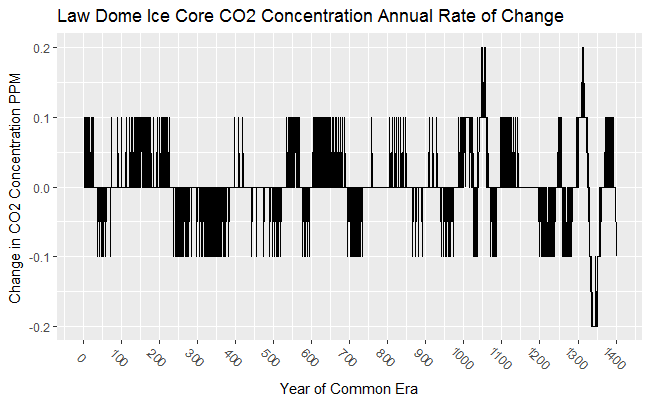 Law Dome Ice Core CO2 Concentration Annual Rate of Change
Change in CO2 Concentration PPM
0.2
0.1
0.0
-0.1
-0.2
0 100 200 300 400 500 600 700 800 900 1000 1100 1200 1300 1400
Year of Common Era